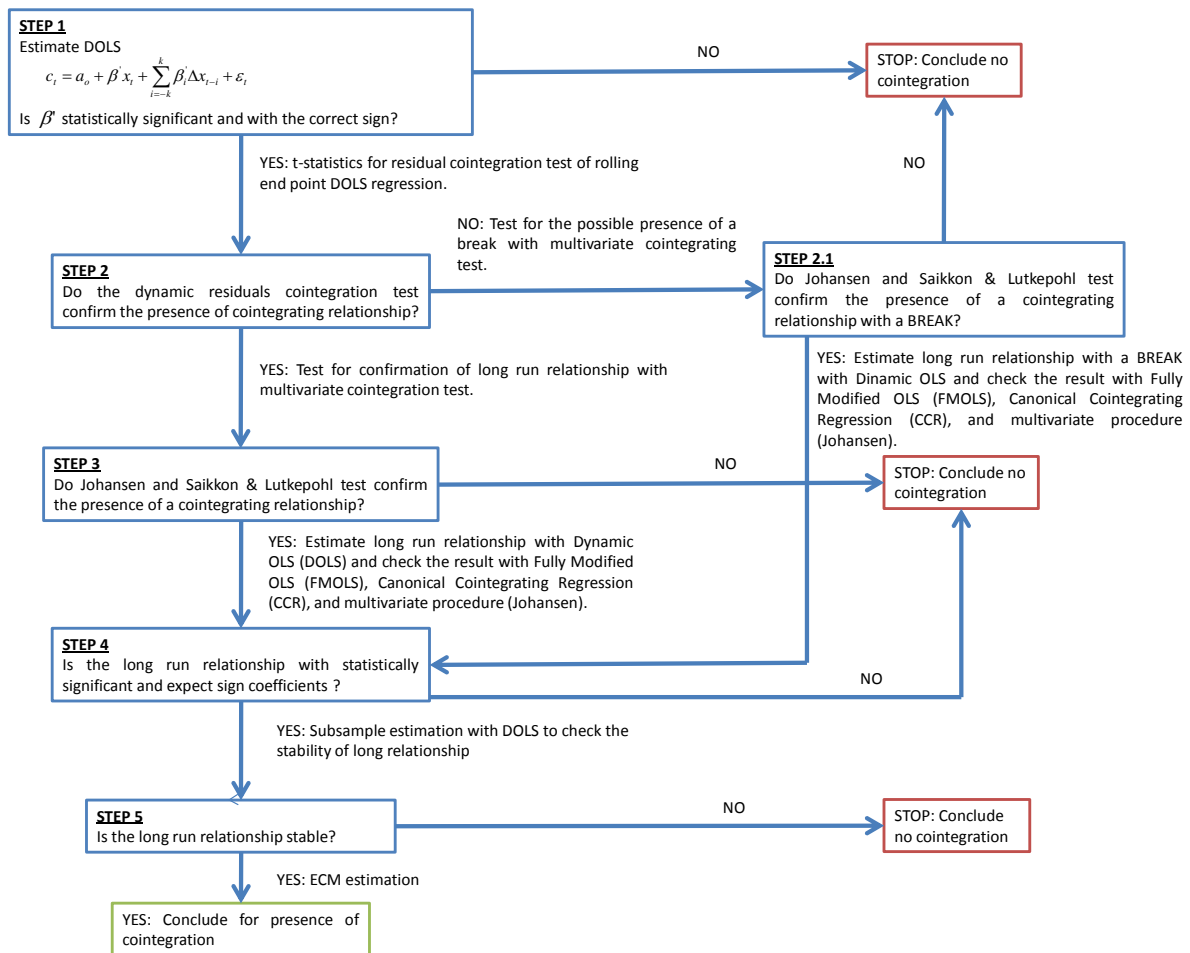 STEP 1
Estimate DOLS
c_t = a_o + β' x_t + ∑_{i=-k}^{k} β_i' Δx_{t-i} + ε_t
Is β' statistically significant and with the correct sign?
NO
STOP: Conclude no
cointegration
YES: t-statistics for residual cointegration test of rolling
end point DOLS regression.
NO
NO: Test for the possible presence of a
break with multivariate cointegrating
test.
STEP 2
Do the dynamic residuals cointegration test
confirm the presence of cointegrating relationship?
STEP 2.1
Do Johansen and Saikkon & Lutkepohl test
confirm the presence of a cointegrating
relationship with a BREAK?
YES: Test for confirmation of long run relationship with
multivariate cointegration test.
YES: Estimate long run relationship with a BREAK
with Dinamic OLS and check the result with Fully
Modified OLS (FMOLS), Canonical Cointegrating
Regression (CCR), and multivariate procedure
(Johansen).
STEP 3
Do Johansen and Saikkon & Lutkepohl test confirm
the presence of a cointegrating relationship?
NO
STOP: Conclude no
cointegration
YES: Estimate long run relationship with Dynamic
OLS (DOLS) and check the result with Fully Modified
OLS (FMOLS), Canonical Cointegrating Regression
(CCR), and multivariate procedure (Johansen).
STEP 4
Is the long run relationship with statistically
significant and expect sign coefficients ?
NO
YES: Subsample estimation with DOLS to check the
stability of long relationship
STEP 5
Is the long run relationship stable?
NO
STOP: Conclude
no cointegration
YES: ECM estimation
YES: Conclude for presence of
cointegration